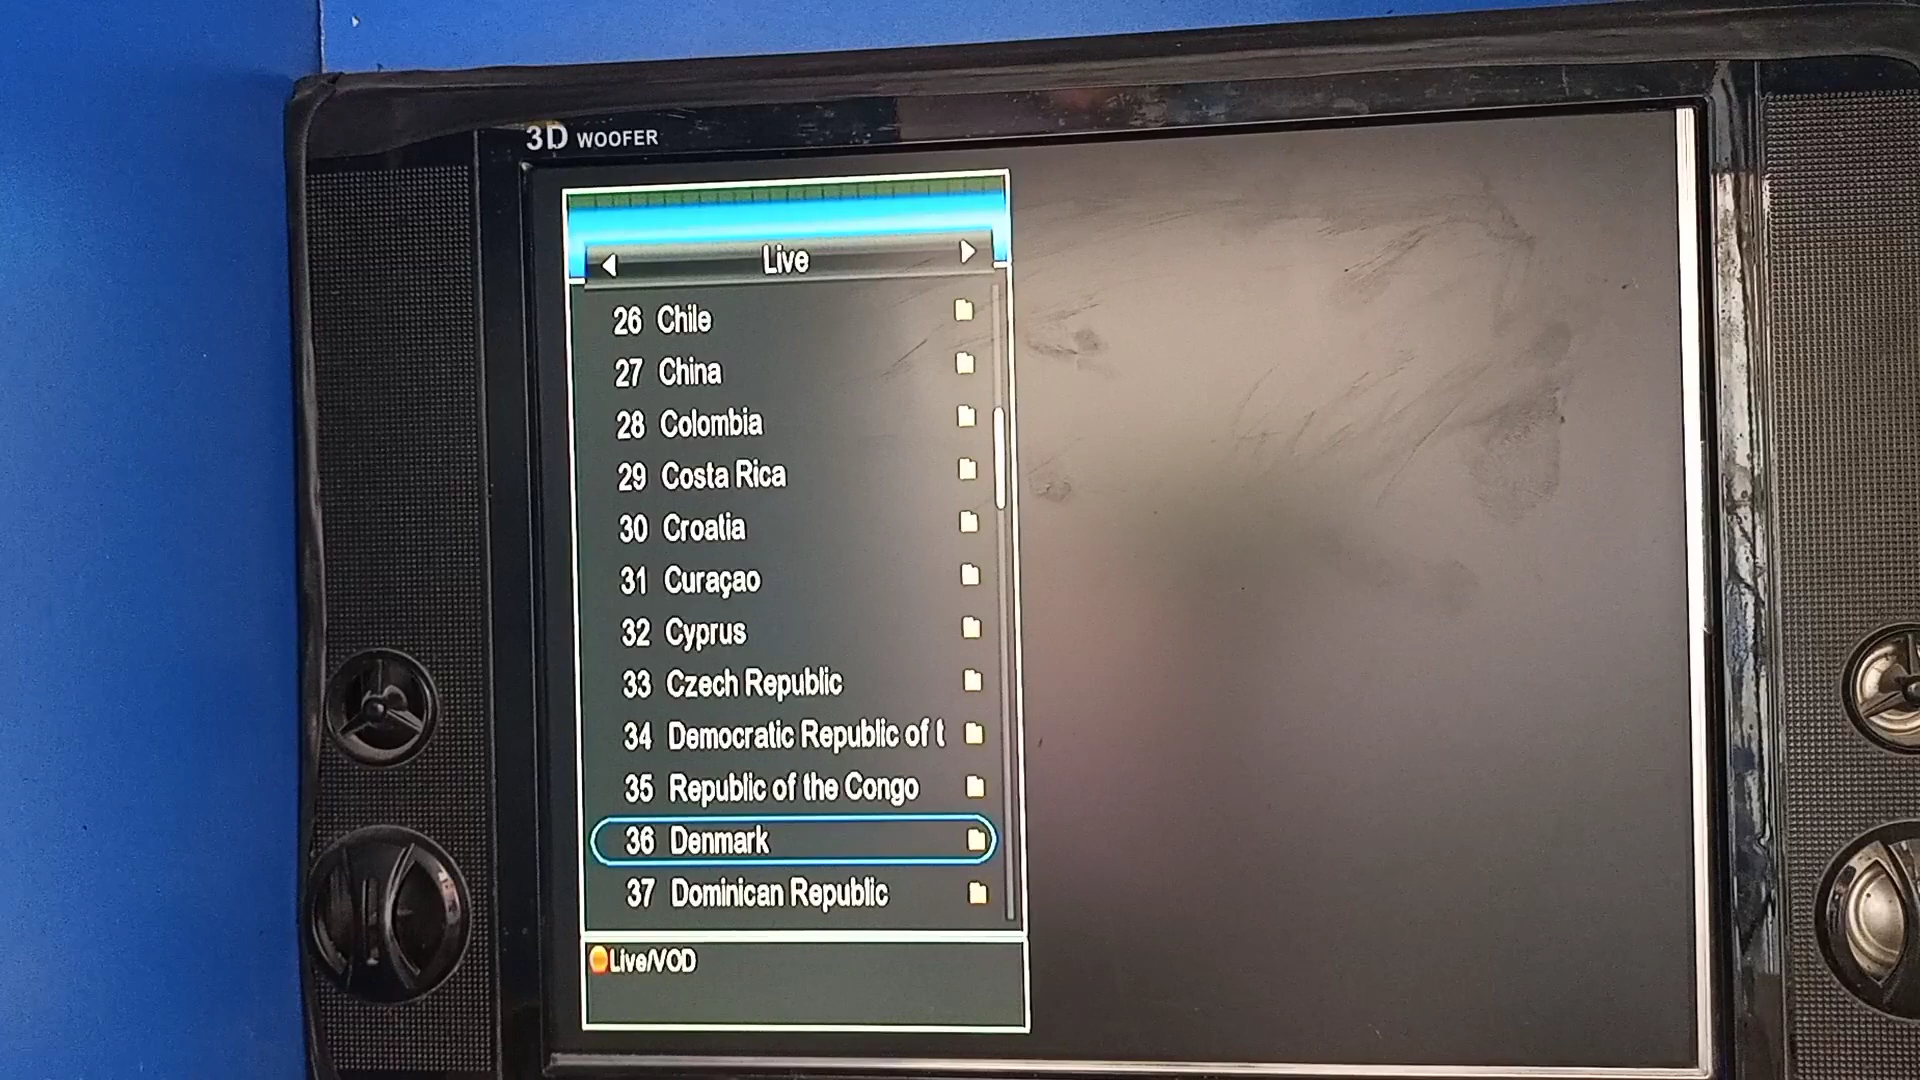 3D WOOFER
Live
26 Chile
27 China
28 Colombia
29 Costa Rica
30 Croatia
31 Curaçao
32 Cyprus
33 Czech Republic
34 Democratic Republic of t
35 Republic of the Congo
36 Denmark
37 Dominican Republic
Live/VOD